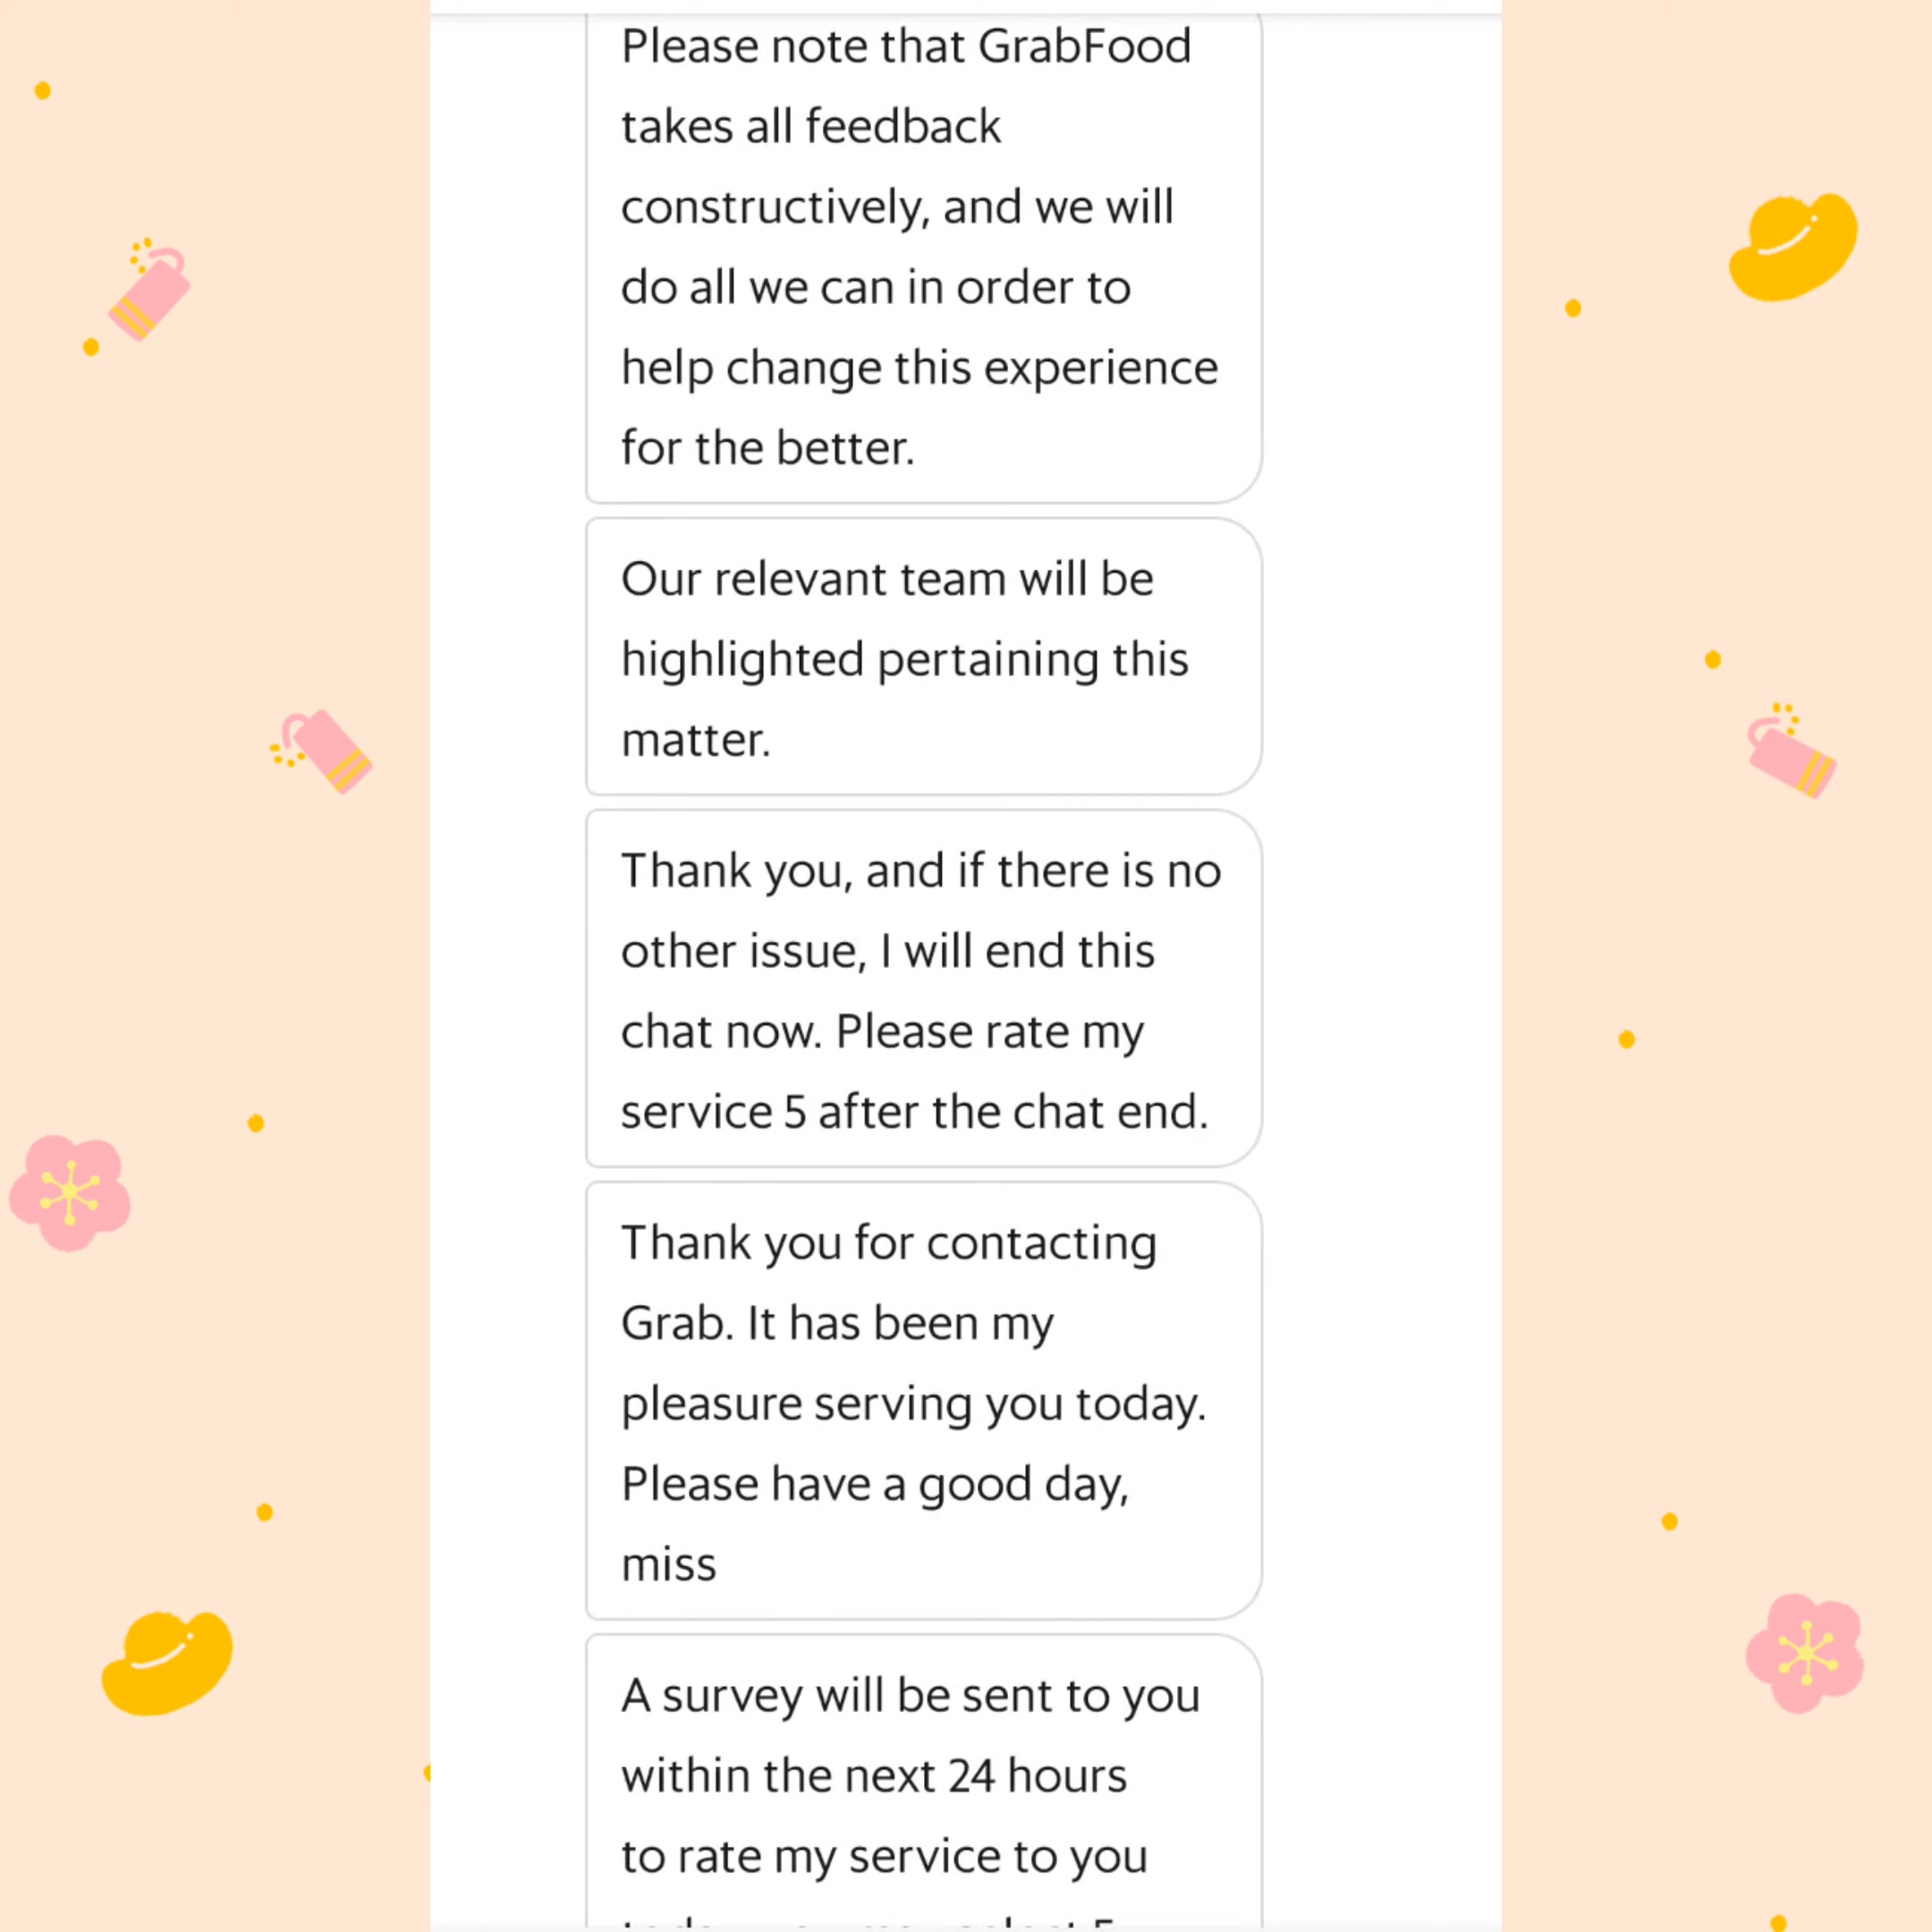 Please note that GrabFood
takes all feedback
constructively, and we will
do all we can in order to
help change this experience
for the better.
Our relevant team will be
highlighted pertaining this
matter.
Thank you, and if there is no
other issue, I will end this
chat now. Please rate my
service 5 after the chat end.
Thank you for contacting
Grab. It has been my
pleasure serving you today.
Please have a good day,
miss
A survey will be sent to you
within the next 24 hours
to rate my service to you